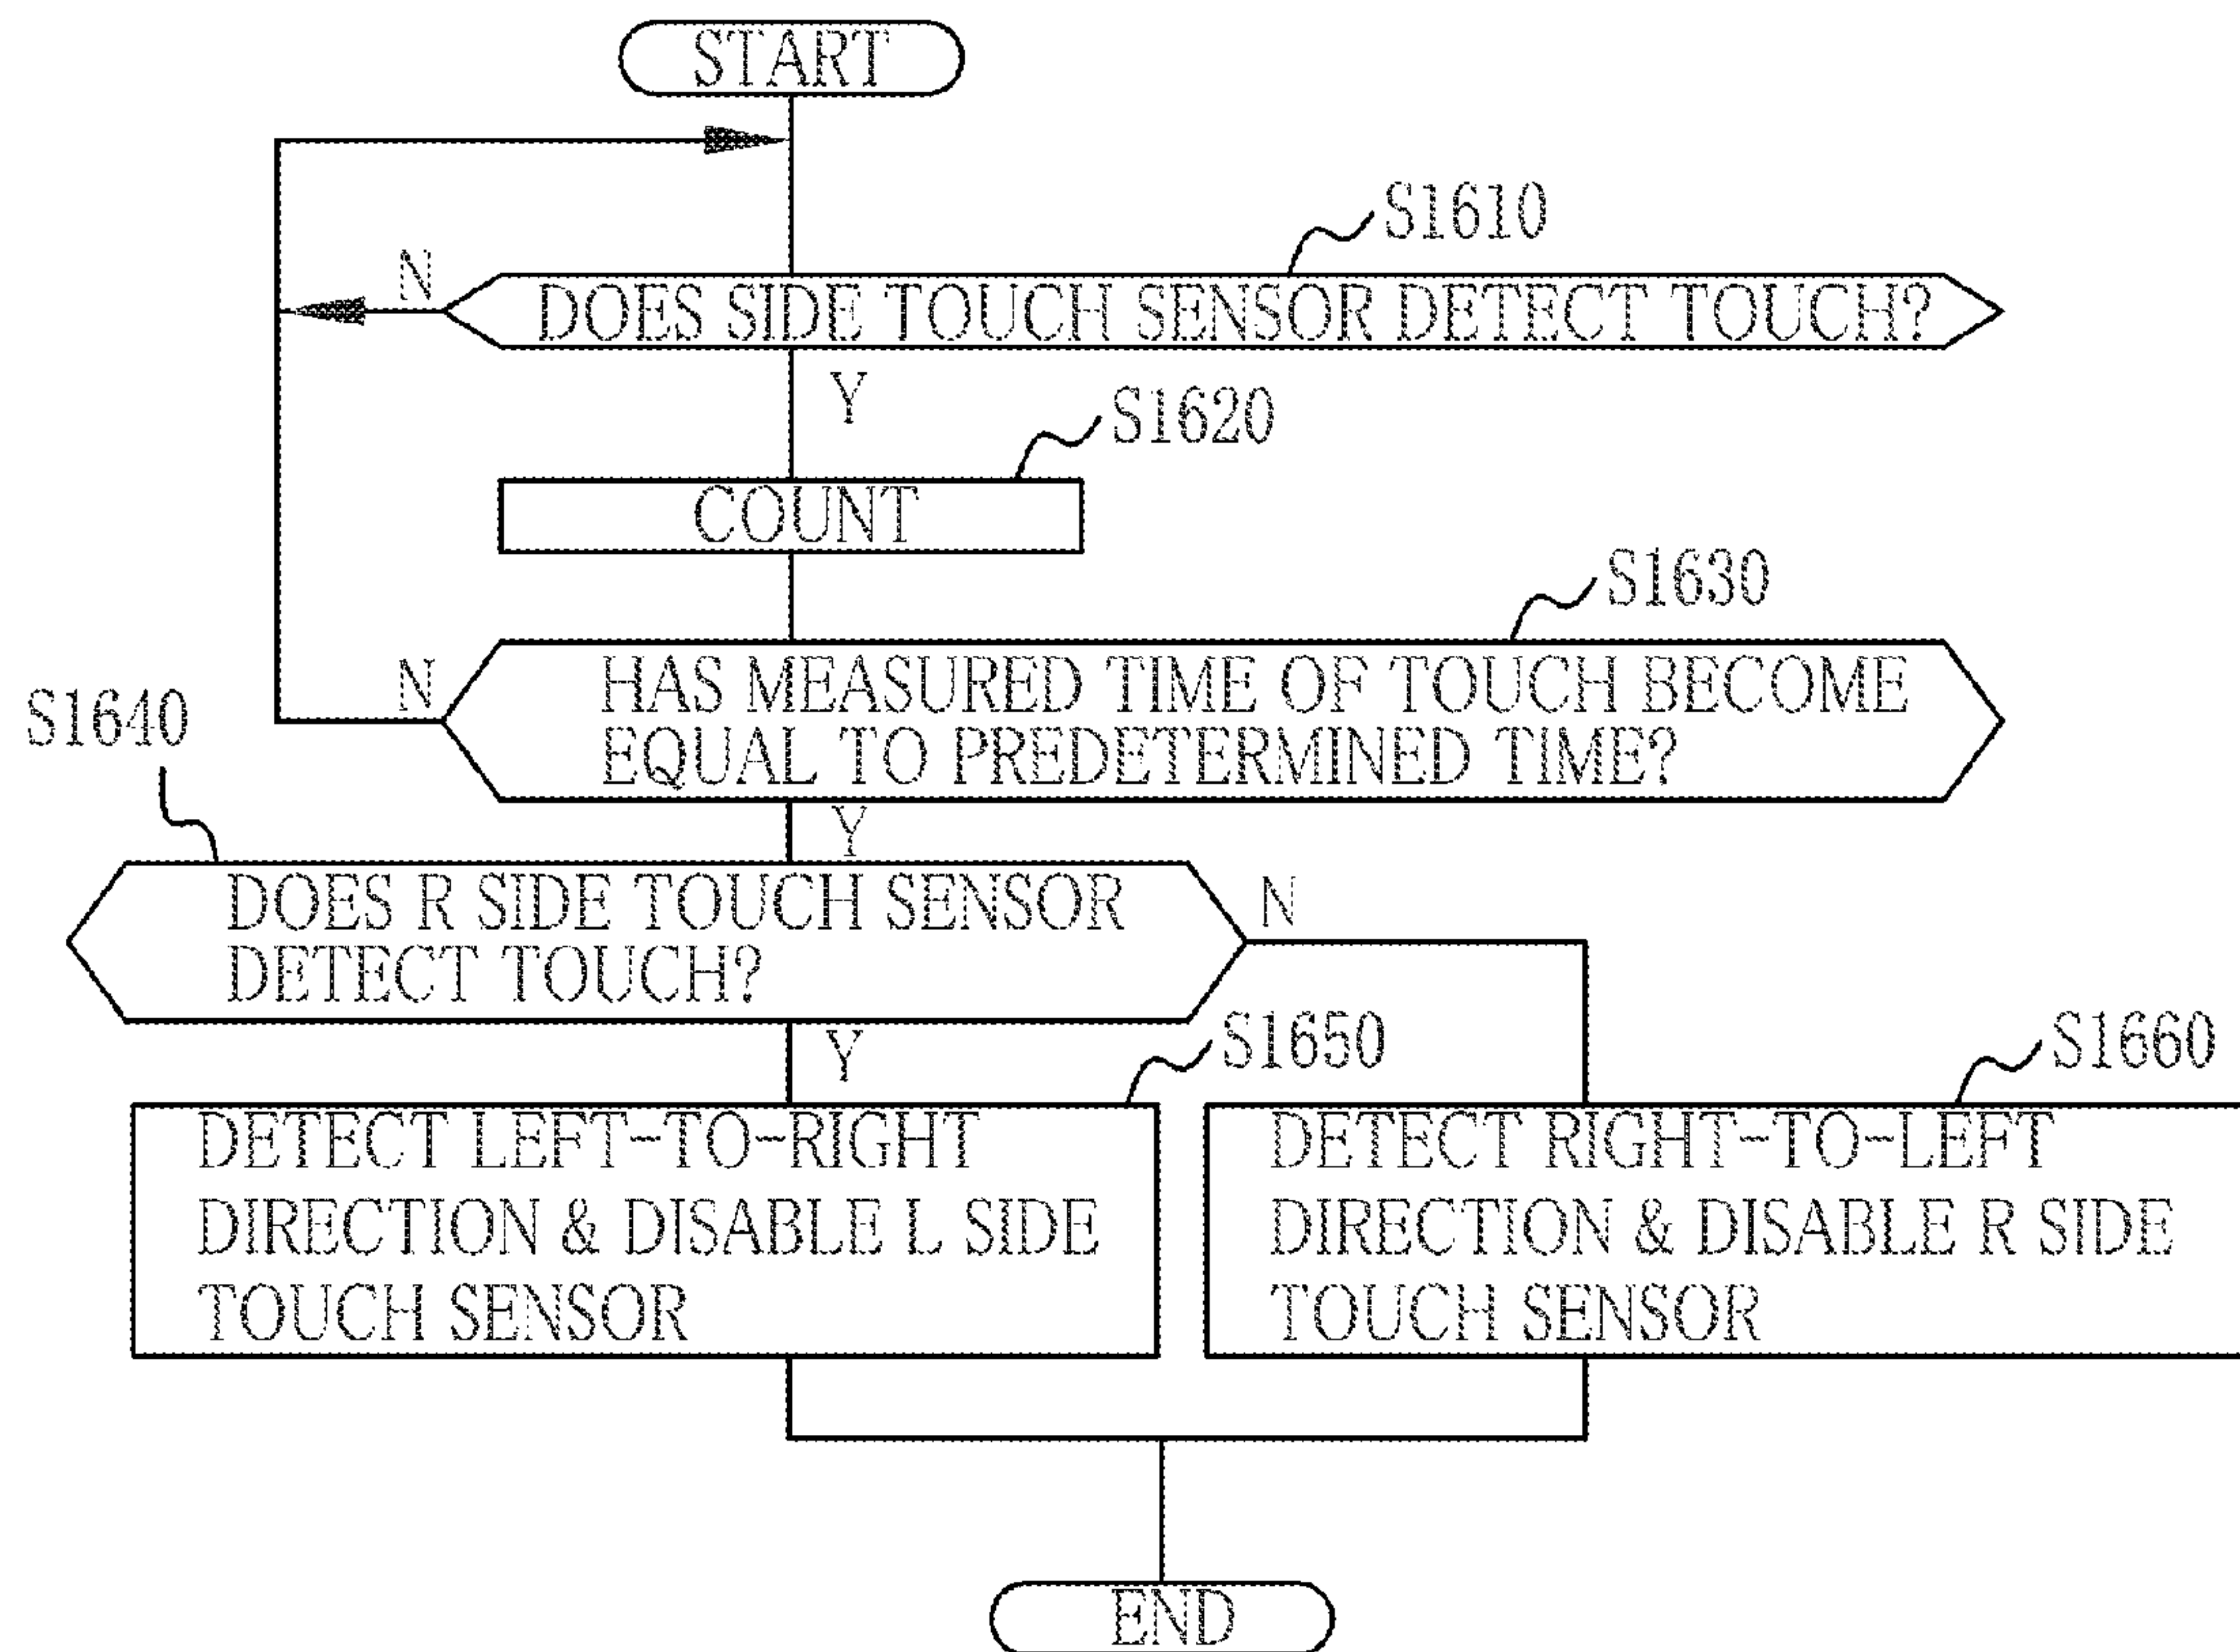 START
S1610
N
DOES SIDE TOUCH SENSOR DETECT TOUCH?
Y
S1620
COUNT
S1630
N
HAS MEASURED TIME OF TOUCH BECOME
EQUAL TO PREDETERMINED TIME?
S1640
Y
DOES R SIDE TOUCH SENSOR
DETECT TOUCH?
N
Y
S1650
S1660
DETECT LEFT-TO-RIGHT
DIRECTION & DISABLE L SIDE
TOUCH SENSOR
DETECT RIGHT-TO-LEFT
DIRECTION & DISABLE R SIDE
TOUCH SENSOR
END